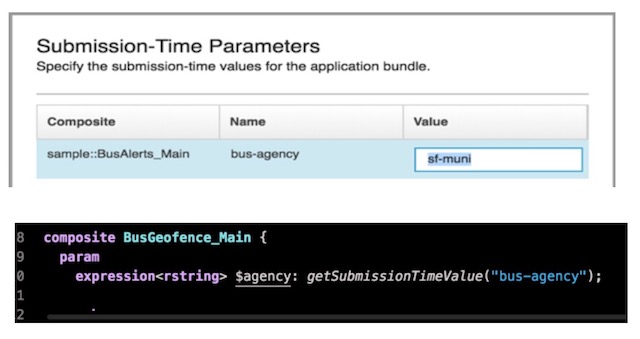 Submission-Time Parameters
Specify the submission-time values for the application bundle.
Composite Name Value
sample::BusAlerts_Main bus-agency sf-muni
8 composite BusGeofence_Main {
9 param
0 expression<rstring> $agency: getSubmissionTimeValue("bus-agency");
1
2